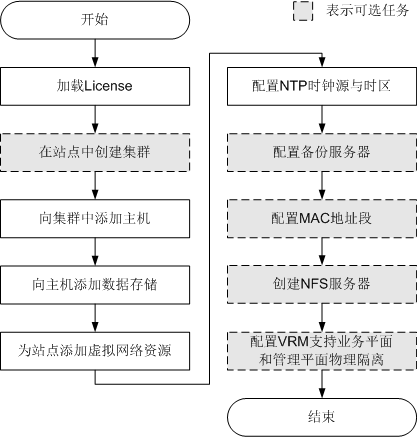 开始
表示可选任务
加载License
在站点中创建集群
向集群中添加主机
向主机添加数据存储
为站点添加虚拟网络资源
配置NTP时钟源与时区
配置备份服务器
配置MAC地址段
创建NFS服务器
配置VRM支持业务平面
和管理平面物理隔离
结束